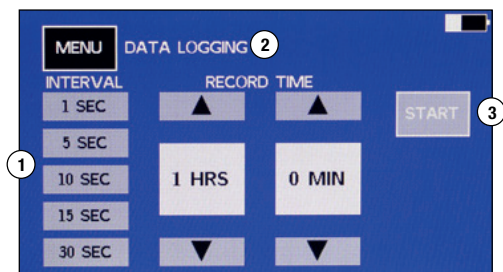 MENU DATA LOGGING 2
INTERVAL RECORD TIME
1 SEC
START 3
5 SEC
1
10 SEC 1 HRS 0 MIN
15 SEC
30 SEC